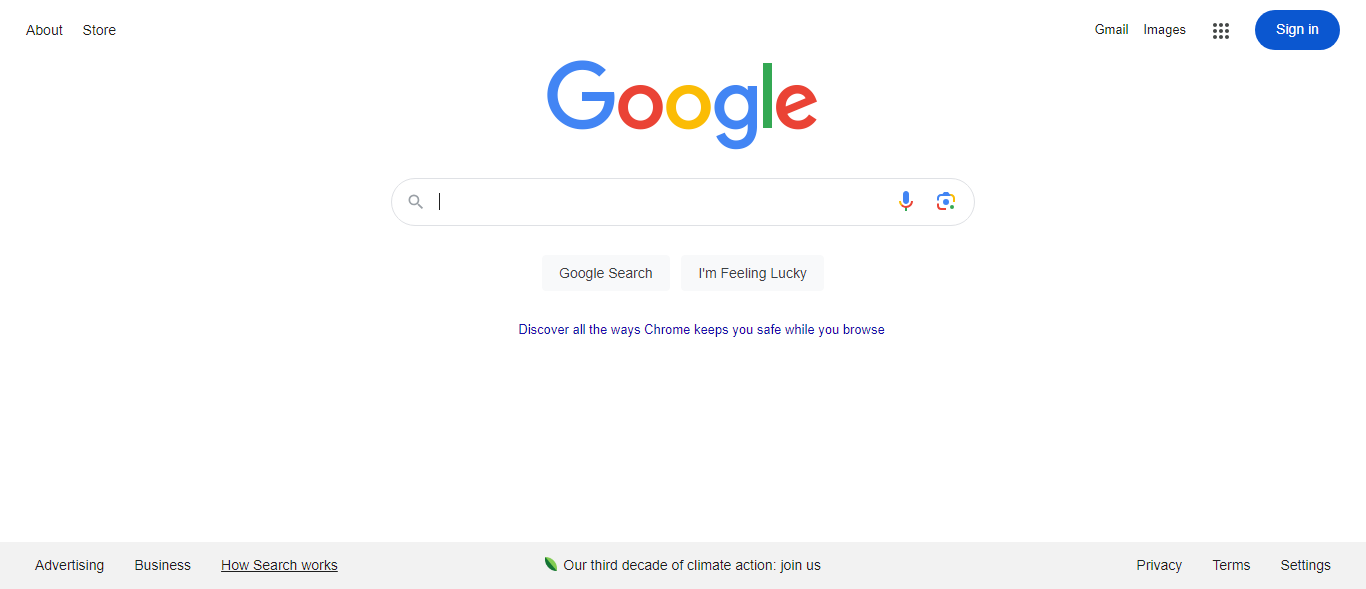 About Store
Gmail Images Sign in
Google
Google Search I'm Feeling Lucky
Discover all the ways Chrome keeps you safe while you browse
Advertising Business How Search works
Our third decade of climate action: join us
Privacy Terms Settings